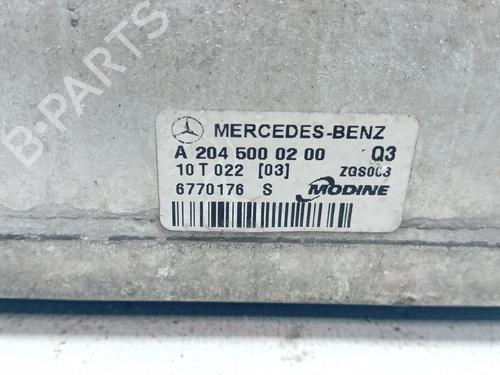 B-PARTS
MERCEDES-BENZ
A 204 500 02 00 Q3
10 T 022 [03] ZGS003
6770176 S MODINE